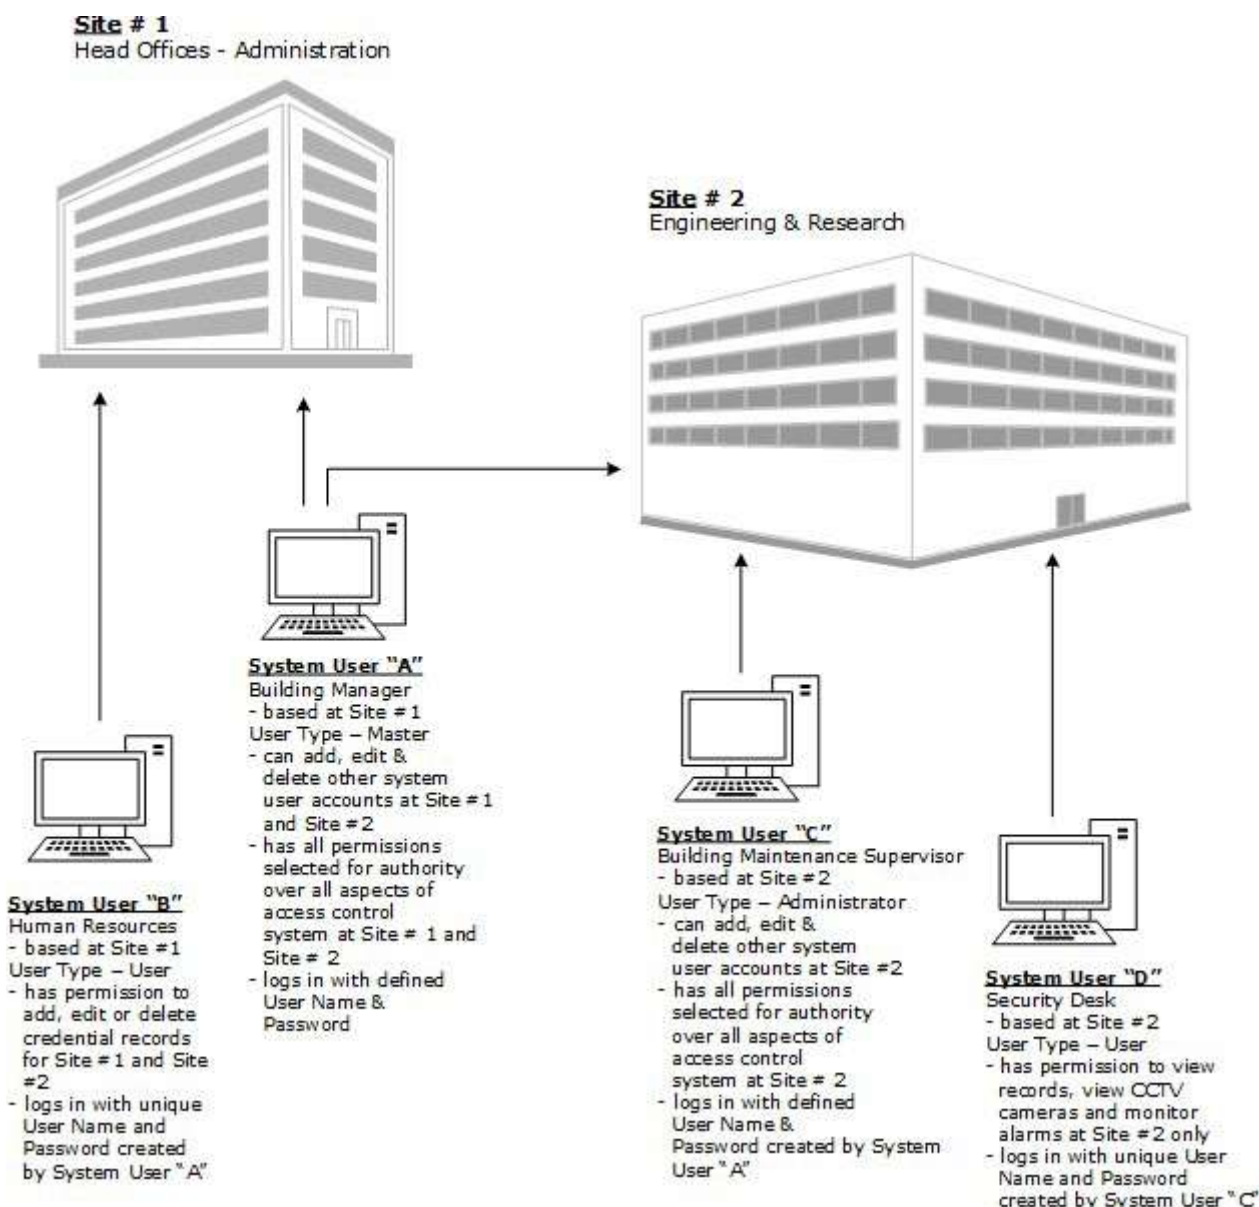 Site # 1
Head Offices - Administration
Site # 2
Engineering & Research
System User "A"
Building Manager
- based at Site #1
User Type – Master
- can add, edit &
delete other system
user accounts at Site #1
and Site #2
- has all permissions
selected for authority
over all aspects of
access control
system at Site # 1 and
Site # 2
- logs in with defined
User Name &
Password
System User "B"
Human Resources
- based at Site #1
User Type – User
- has permission to
add, edit or delete
credential records
for Site #1 and Site
#2
- logs in with unique
User Name and
Password created
by System User "A"
System User "C"
Building Maintenance Supervisor
- based at Site #2
User Type – Administrator
- can add, edit &
delete other system
user accounts at Site #2
- has all permissions
selected for authority
over all aspects of
access control
system at Site # 2
- logs in with defined
User Name &
Password created by System
User "A"
System User "D"
Security Desk
- based at Site #2
User Type – User
- has permission to view
records, view CCTV
cameras and monitor
alarms at Site #2 only
- logs in with unique User
Name and Password
created by System User "C"